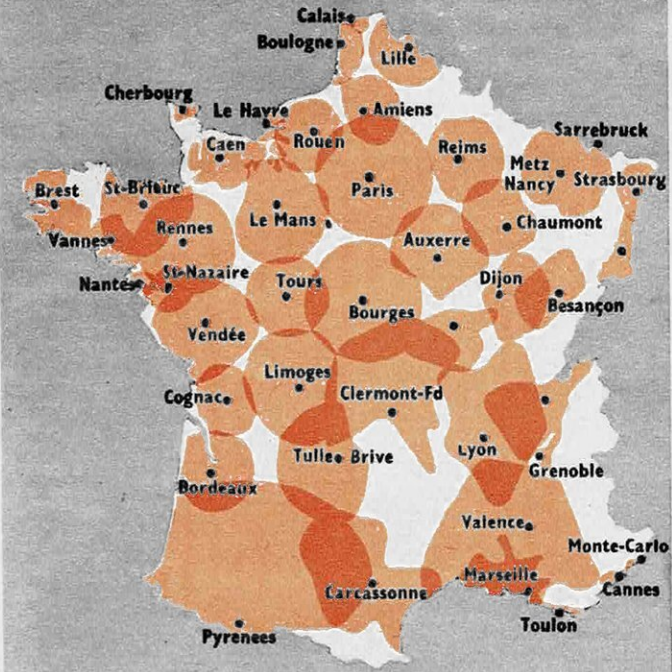 Calais
Boulogne
Lille
Cherbourg
Le Havre
Amiens
Caen
Rouen
Reims
Sarrebruck
Metz
Nancy
Strasbourg
Brest
St-Brieuc
Paris
Rennes
Le Mans
Chaumont
Vannes
Auxerre
St-Nazaire
Nantes
Tours
Dijon
Besançon
Bourges
Vendée
Limoges
Cognac
Clermont-Fd
Lyon
Tulle Brive
Grenoble
Bordeaux
Valence
Monte-Carlo
Marseille
Cannes
Carcassonne
Toulon
Pyrenees